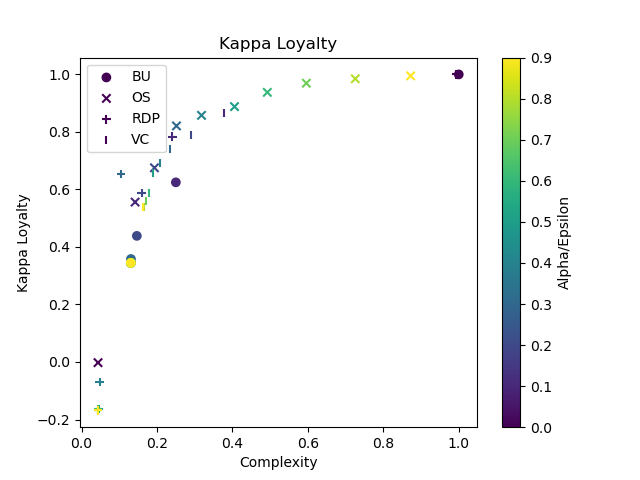 Kappa Loyalty
BU
OS
RDP
VC
Kappa Loyalty
1.0
0.8
0.6
0.4
0.2
0.0
−0.2
0.0 0.2 0.4 0.6 0.8 1.0
Complexity
0.9
0.8
0.7
0.6
0.5
0.4
0.3
0.2
0.1
0.0
Alpha/Epsilon